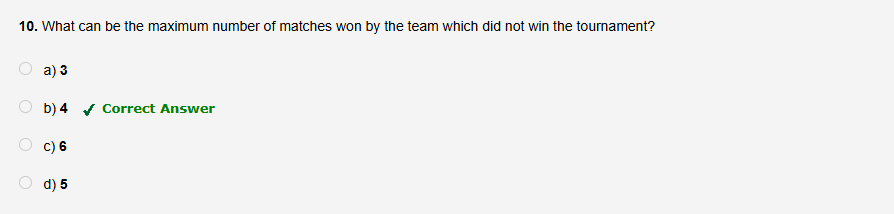 10. What can be the maximum number of matches won by the team which did not win the tournament?
a) 3
b) 4 ✓ Correct Answer
c) 6
d) 5